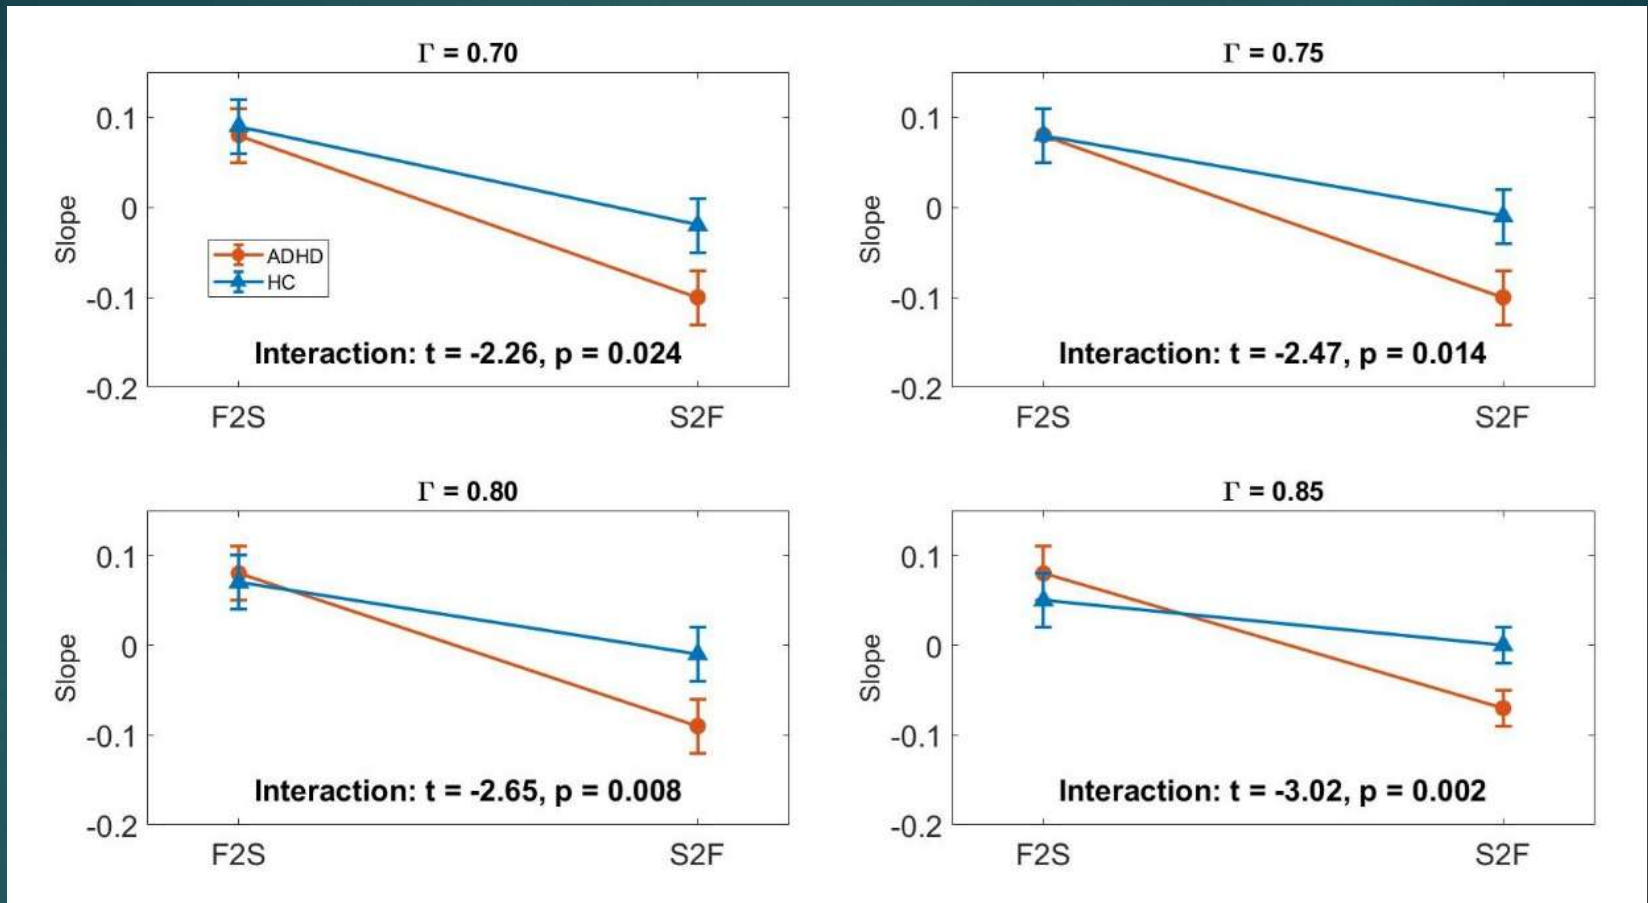 Γ = 0.70
0.1
0
-0.1
-0.2
Slope
ADHD
HC
Interaction: t = -2.26, p = 0.024
F2S
S2F
Γ = 0.75
0.1
0
-0.1
-0.2
Slope
Interaction: t = -2.47, p = 0.014
F2S
S2F
Γ = 0.80
0.1
0
-0.1
-0.2
Slope
Interaction: t = -2.65, p = 0.008
F2S
S2F
Γ = 0.85
0.1
0
-0.1
-0.2
Slope
Interaction: t = -3.02, p = 0.002
F2S
S2F